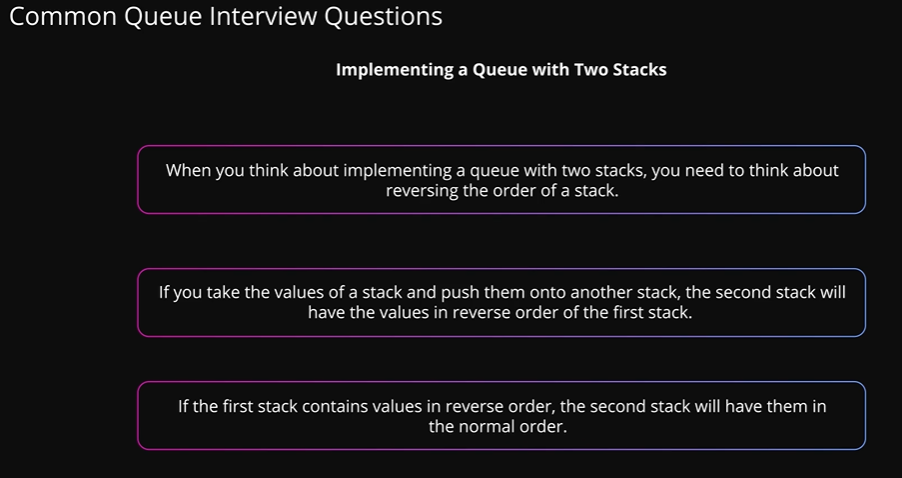 Common Queue Interview Questions
Implementing a Queue with Two Stacks
When you think about implementing a queue with two stacks, you need to think about
reversing the order of a stack.
If you take the values of a stack and push them onto another stack, the second stack will
have the values in reverse order of the first stack.
If the first stack contains values in reverse order, the second stack will have them in
the normal order.